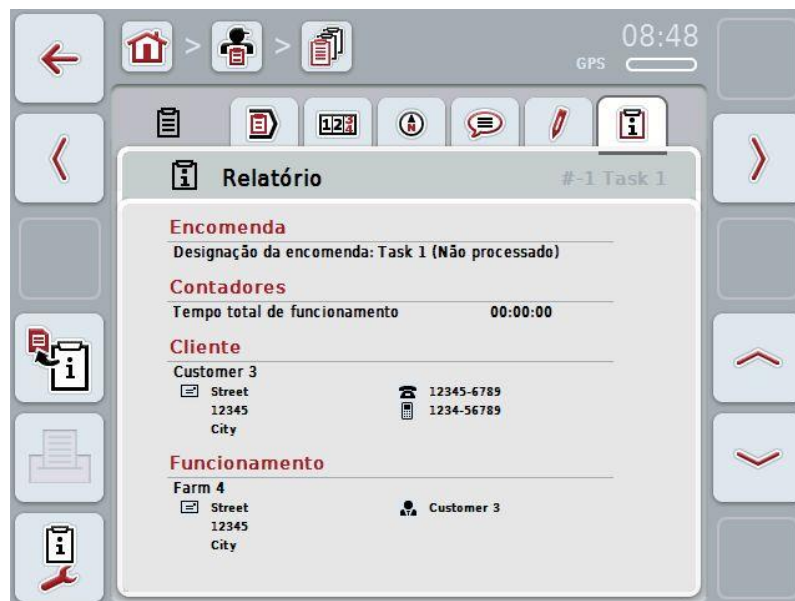 08:48
GPS
1234
N
Relatório
#-1 Task 1
Encomenda
Designação da encomenda: Task 1 (Não processado)
Contadores
Tempo total de funcionamento 00:00:00
Cliente
Customer 3
Street 12345-6789
12345 1234-56789
City
Funcionamento
Farm 4
Street Customer 3
12345
City